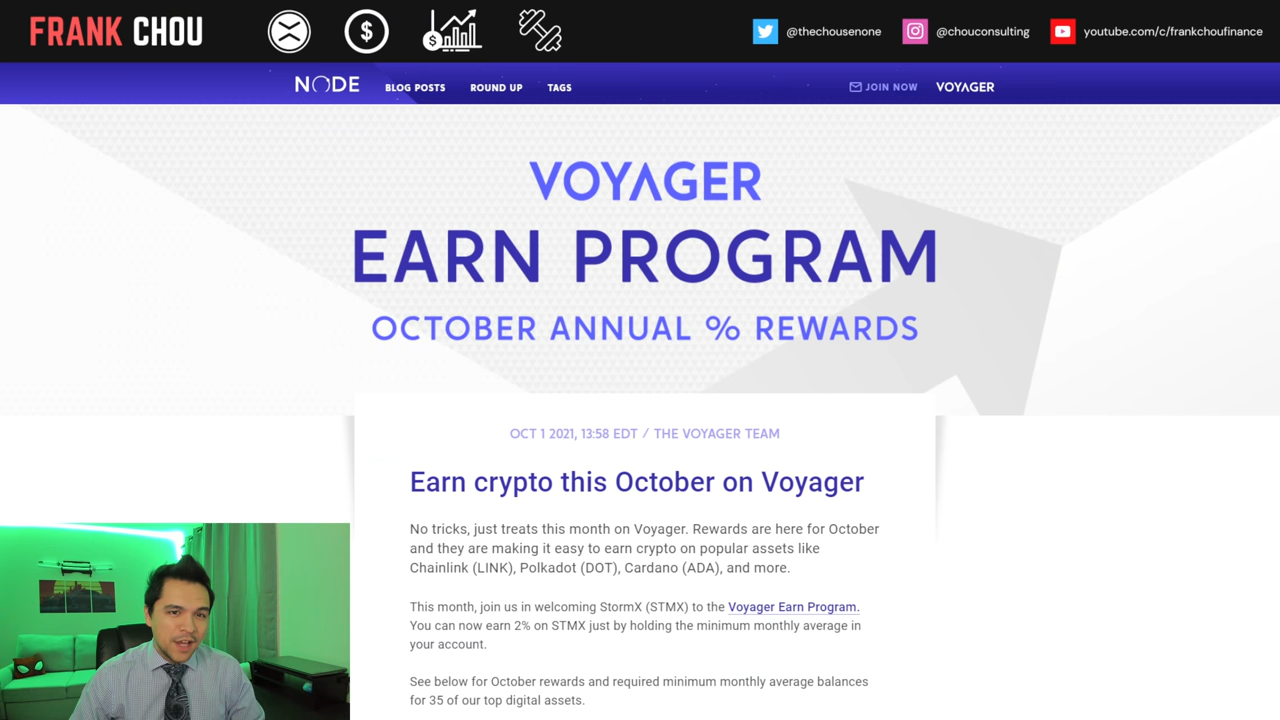 FRANK CHOU
@thechousenone
@chouconsulting
youtube.com/c/frankchoufinance
NODE
BLOG POSTS
ROUND UP
TAGS
JOIN NOW
VOYAGER
VOYAGER
EARN PROGRAM
OCTOBER ANNUAL % REWARDS
OCT 1 2021, 13:58 EDT / THE VOYAGER TEAM
Earn crypto this October on Voyager
No tricks, just treats this month on Voyager. Rewards are here for October
and they are making it easy to earn crypto on popular assets like
Chainlink (LINK), Polkadot (DOT), Cardano (ADA), and more.
This month, join us in welcoming StormX (STMX) to the Voyager Earn Program.
You can now earn 2% on STMX just by holding the minimum monthly average in
your account.
See below for October rewards and required minimum monthly average balances
for 35 of our top digital assets.